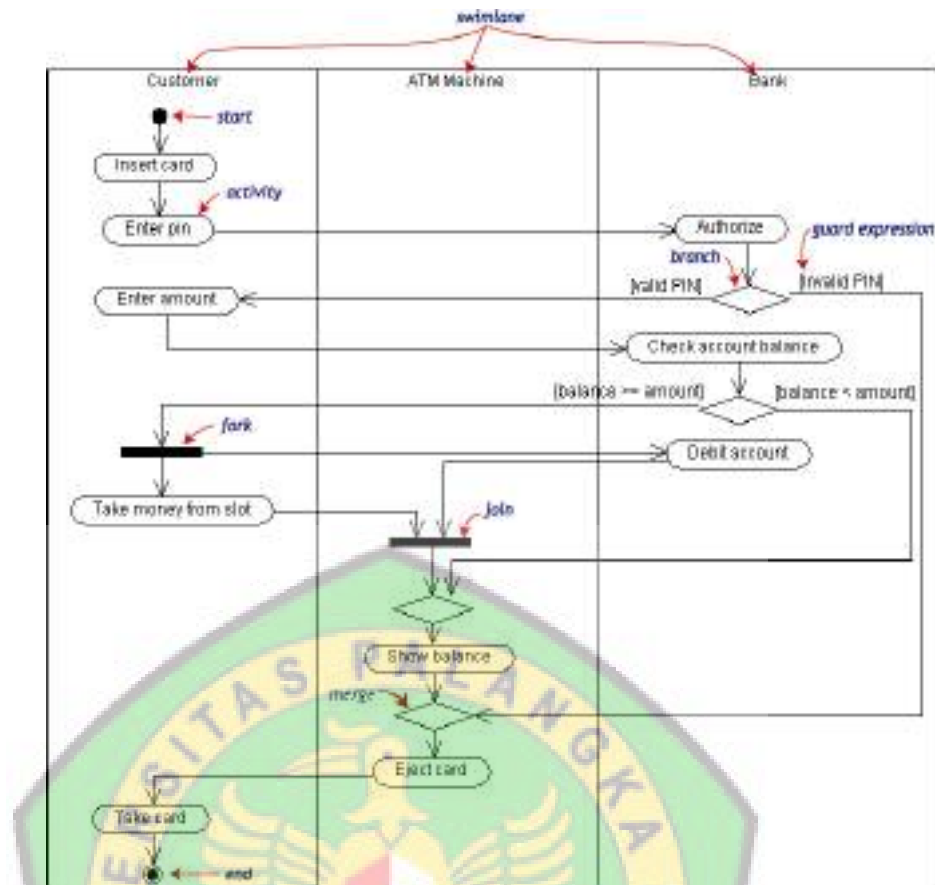 swimlane
Customer
ATM Machine
Bank
start
Insert card
activity
Enter pin
Authorize
guard expression
branch
Enter amount
[valid PIN]
[invalid PIN]
Check account balance
[balance >= amount]
[balance < amount]
fork
Debit account
Take money from slot
join
Show balance
merge
Eject card
Take card
end
ERSITAS PALANGKA